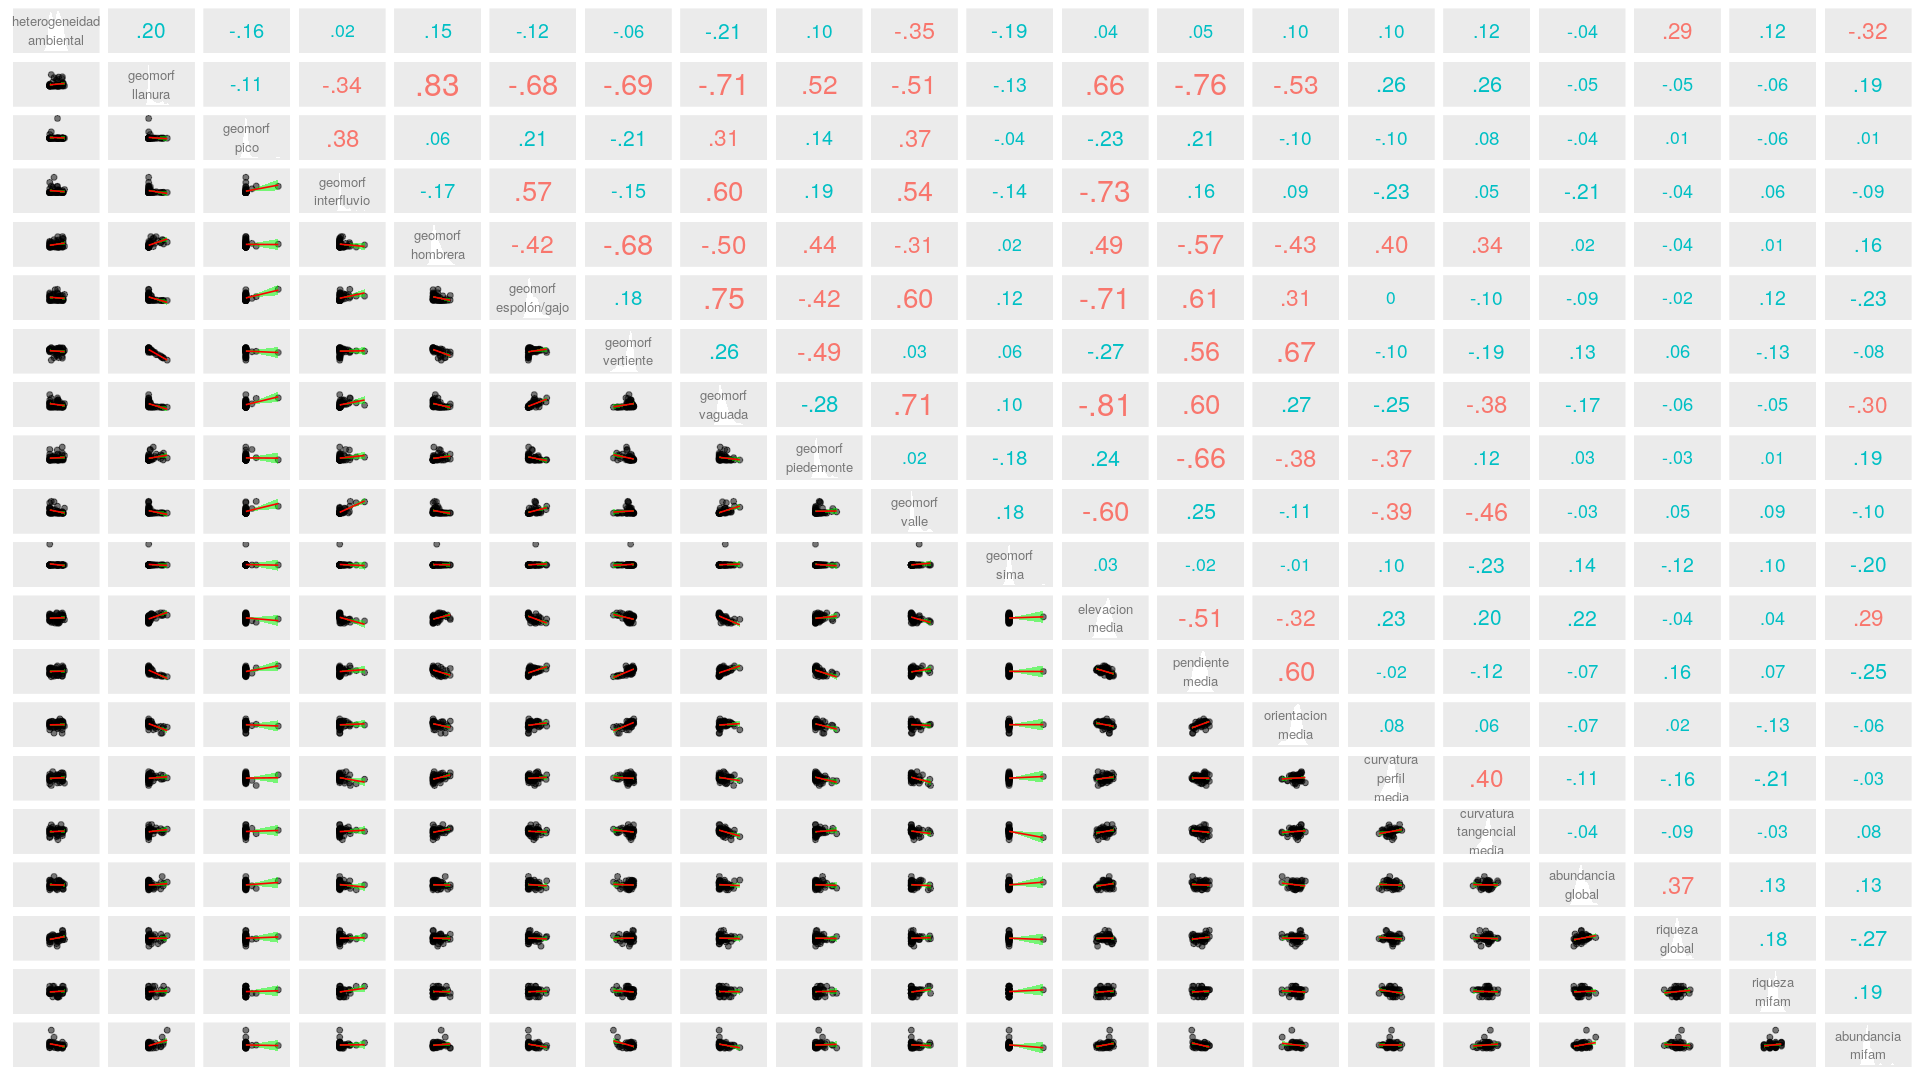 heterogeneidad
ambiental
.20 -.16 .02 .15 -.12 -.06 -.21 .10 -.35 -.19 .04 .05 .10 .10 .12 -.04 .29 .12 -.32
geomorf
llanura
-.11 -.34 .83 -.68 -.69 -.71 .52 -.51 -.13 .66 -.76 -.53 .26 .26 -.05 -.05 -.06 .19
geomorf
pico
.38 .06 .21 -.21 .31 .14 .37 -.04 -.23 .21 -.10 -.10 .08 -.04 .01 -.06 .01
geomorf
interfluvio
-.17 .57 -.15 .60 .19 .54 -.14 -.73 .16 .09 -.23 .05 -.21 -.04 .06 -.09
geomorf
hombrera
-.42 -.68 -.50 .44 -.31 .02 .49 -.57 -.43 .40 .34 .02 -.04 .01 .16
geomorf
espolón/gajo
.18 .75 -.42 .60 .12 -.71 .61 .31 0 -.10 -.09 -.02 .12 -.23
geomorf
vertiente
.26 -.49 .03 .06 -.27 .56 .67 -.10 -.19 .13 .06 -.13 -.08
geomorf
vaguada
-.28 .71 .10 -.81 .60 .27 -.25 -.38 -.17 -.06 -.05 -.30
geomorf
piedemonte
.02 -.18 .24 -.66 -.38 -.37 .12 .03 -.03 .01 .19
geomorf
valle
.18 -.60 .25 -.11 -.39 -.46 -.03 .05 .09 -.10
geomorf
sima
.03 -.02 -.01 .10 -.23 .14 -.12 .10 -.20
elevacion
media
-.51 -.32 .23 .20 .22 -.04 .04 .29
pendiente
media
.60 -.02 -.12 -.07 .16 .07 -.25
orientacion
media
.08 .06 -.07 .02 -.13 -.06
curvatura
perfil
media
.40 -.11 -.16 -.21 -.03
curvatura
tangencial
media
-.04 -.09 -.03 .08
abundancia
global
.37 .13 .13
riqueza
global
.18 -.27
riqueza
mifam
.19
abundancia
mifam